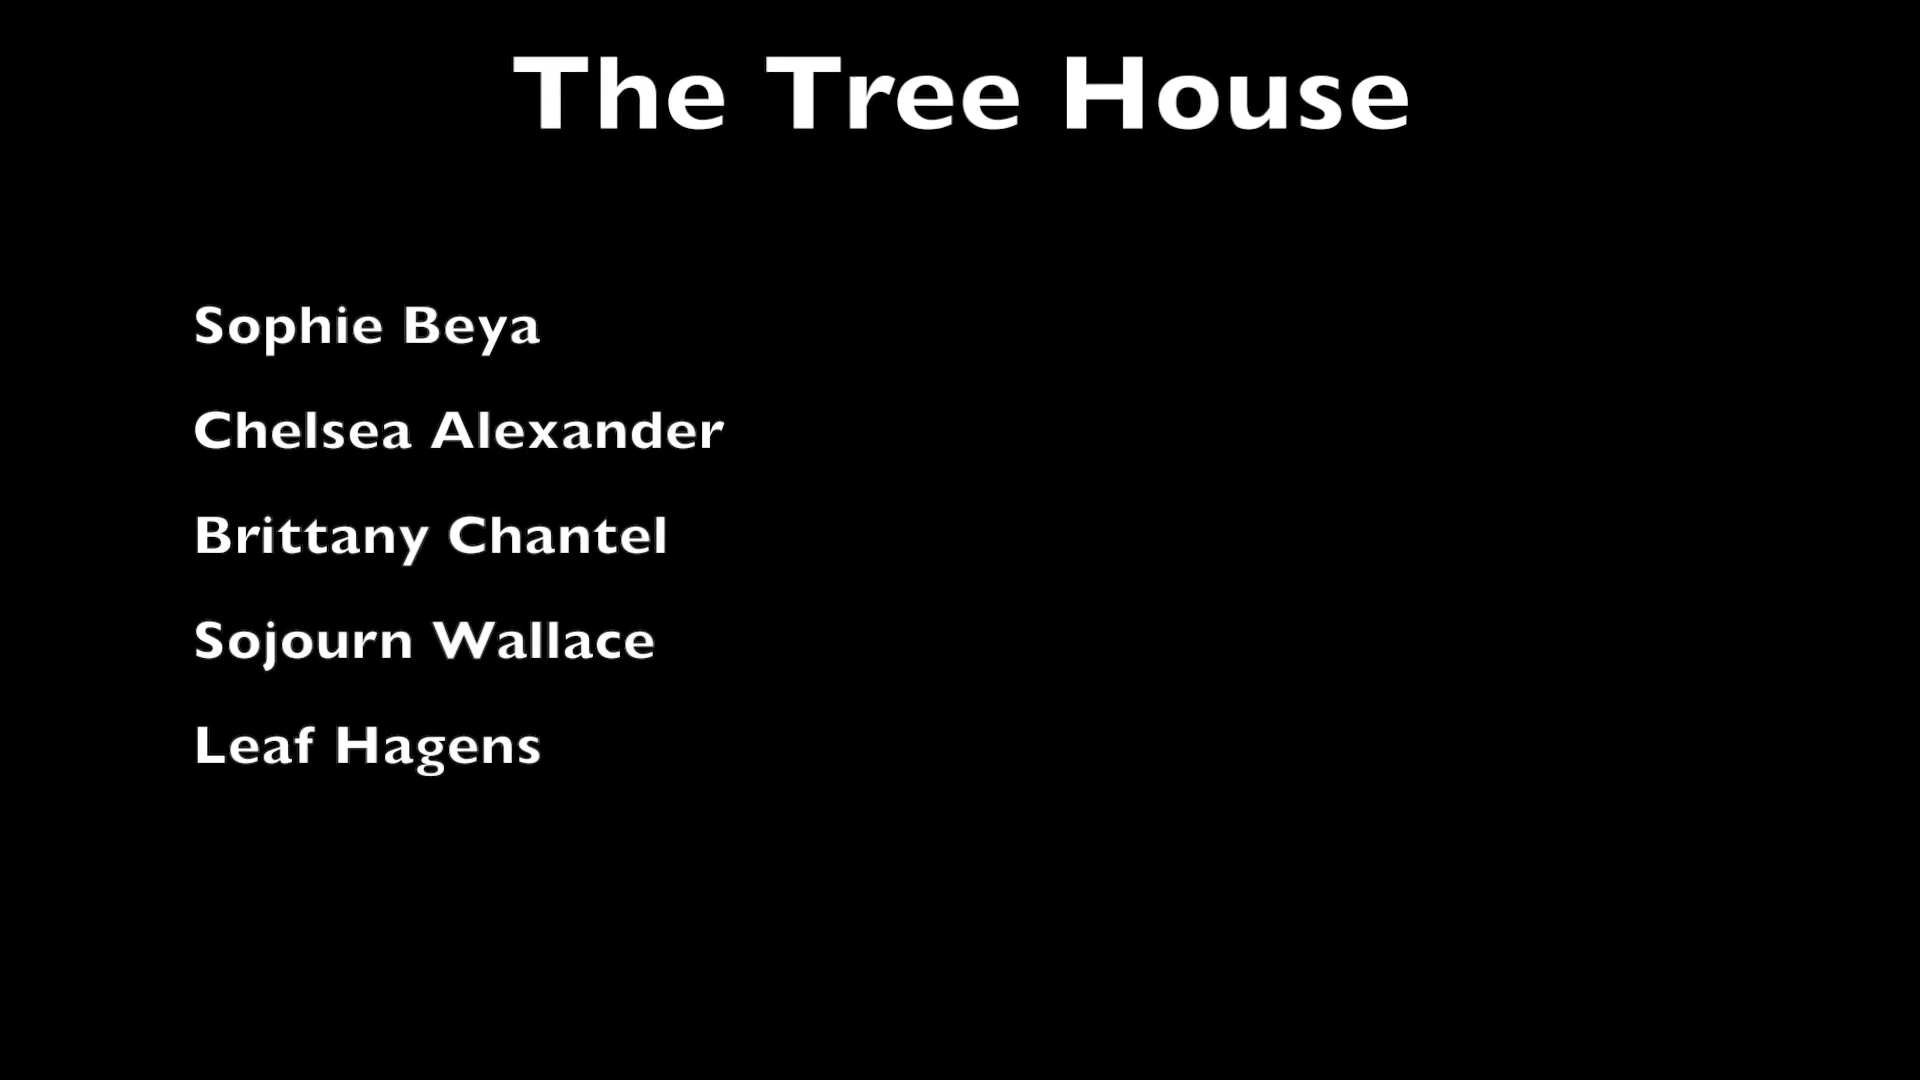 The Tree House
Sophie Beya
Chelsea Alexander
Brittany Chantel
Sojourn Wallace
Leaf Hagens